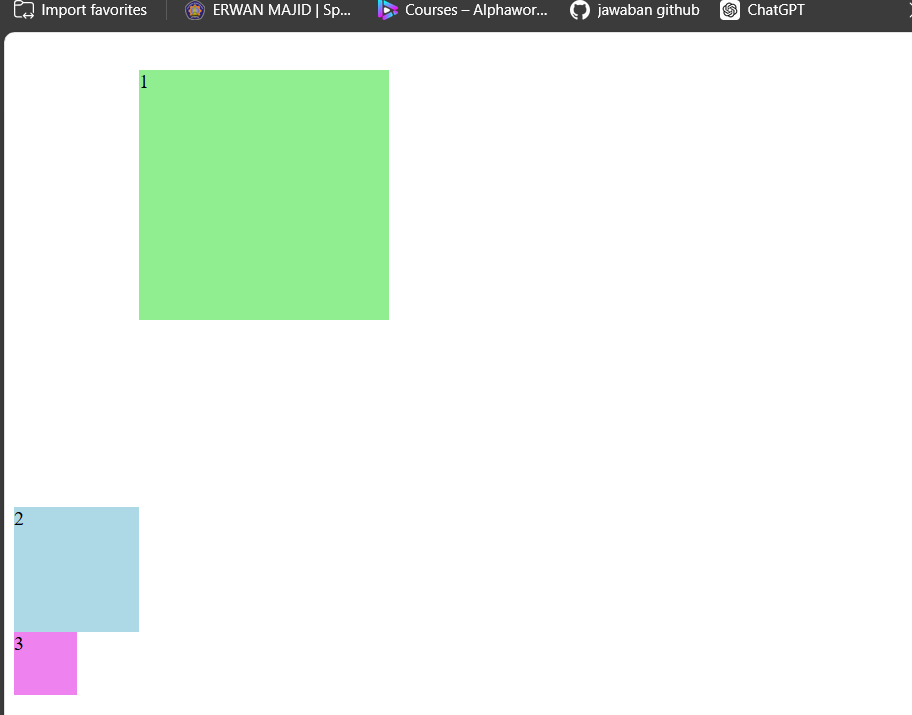 Import favorites
ERWAN MAJID | Sp...
Courses – Alphawor...
jawaban github
ChatGPT
1
2
3